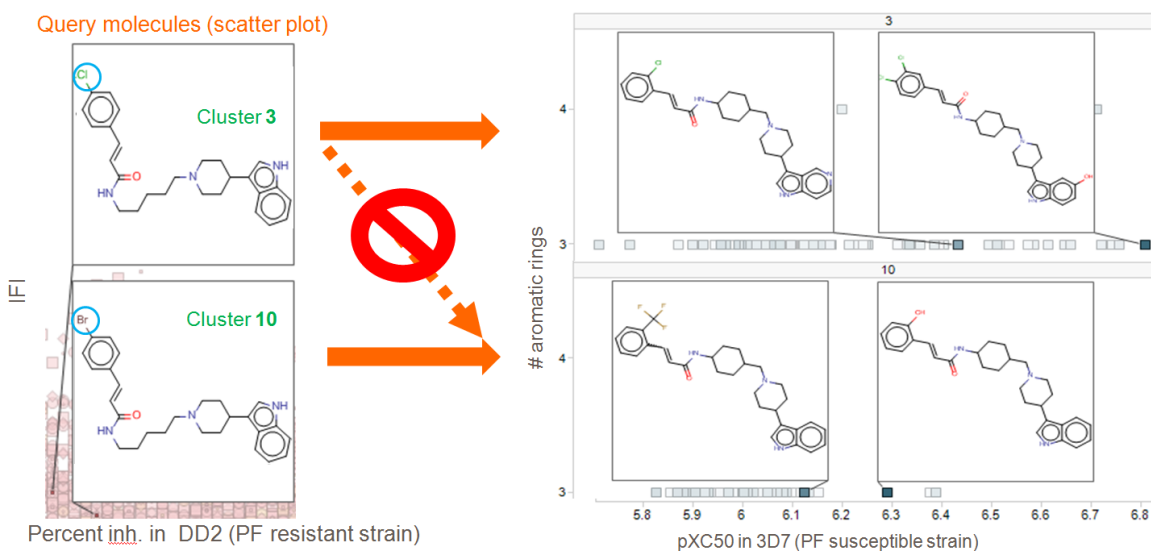 Query molecules (scatter plot)
Cl
Cluster 3
O
HN
N
NH
IFI
Br
Cluster 10
O
HN
N
NH
Percent inh. in DD2 (PF resistant strain)
3
# aromatic rings
4
3
Cl
HN
O
N
N
HN
Cl
Cl
O
HN
N
OH
HN
10
4
3
F
F
F
HN
O
N
HN
OH
HN
O
N
HN
5.8 5.9 6 6.1 6.2 6.3 6.4 6.5 6.6 6.7 6.8
pXC50 in 3D7 (PF susceptible strain)